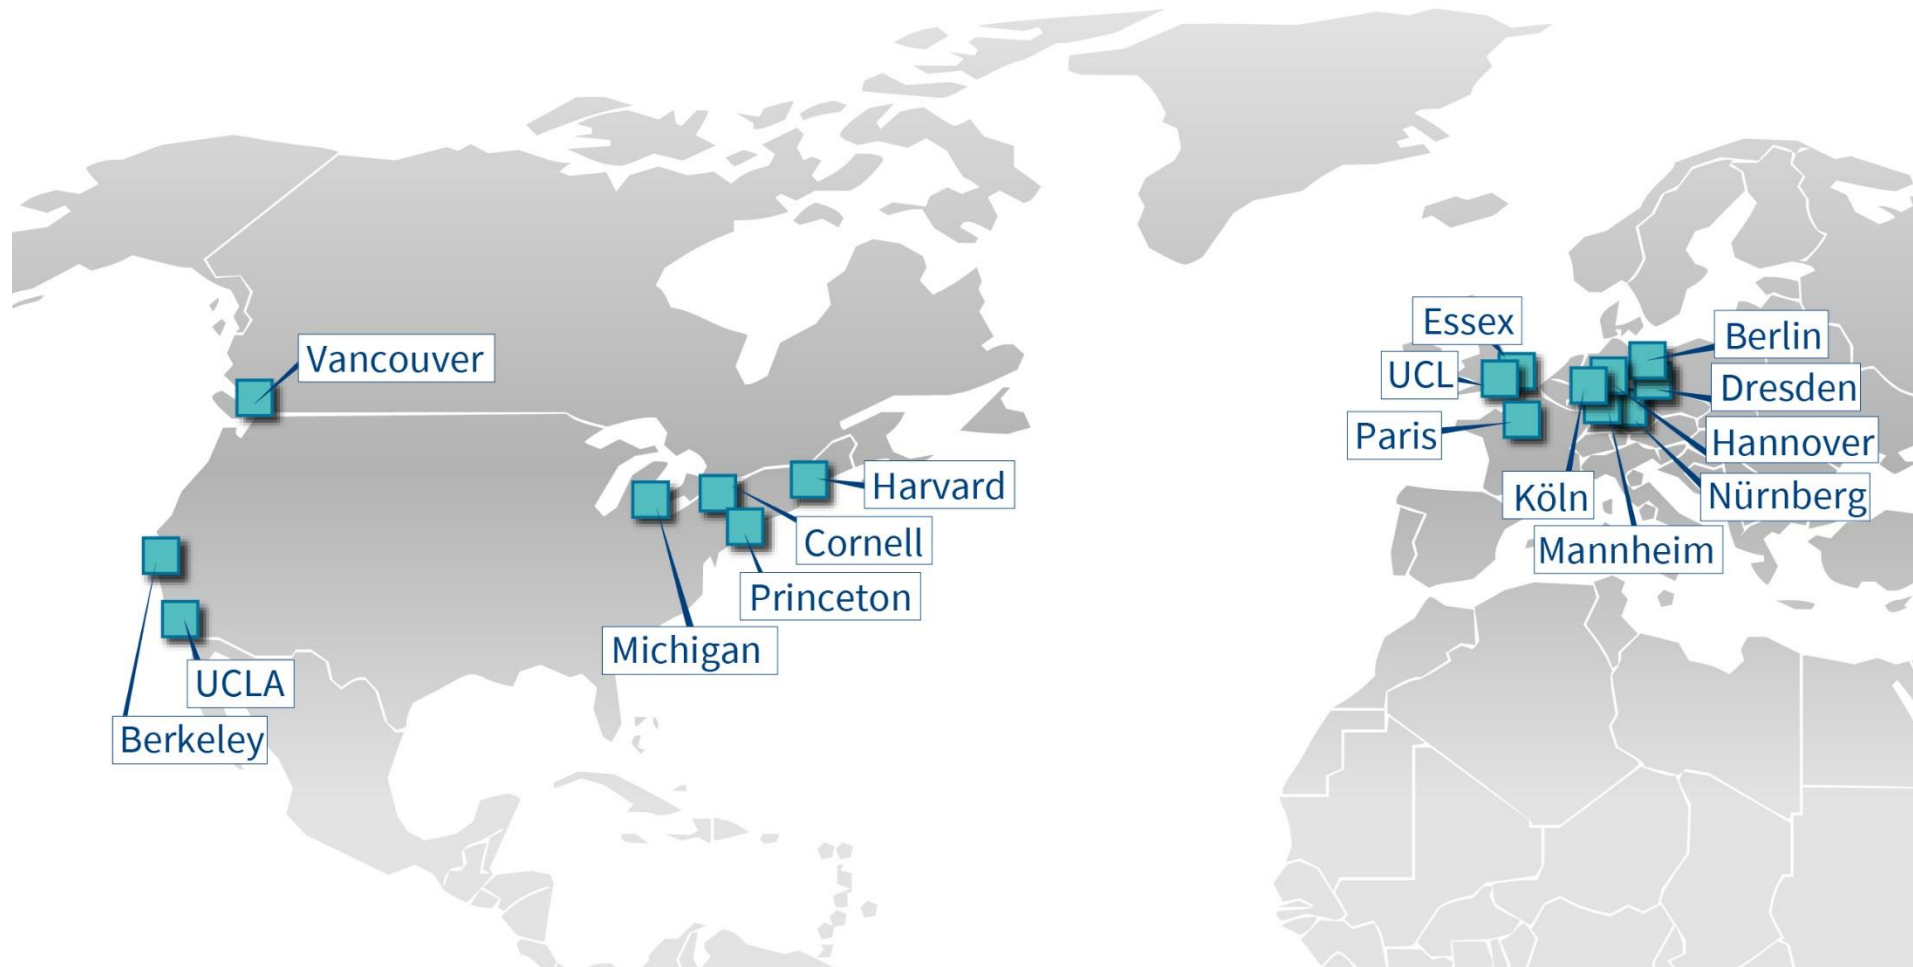 Vancouver
Harvard
Cornell
Princeton
Michigan
UCLA
Berkeley
Essex
UCL
Paris
Berlin
Dresden
Hannover
Köln
Nürnberg
Mannheim